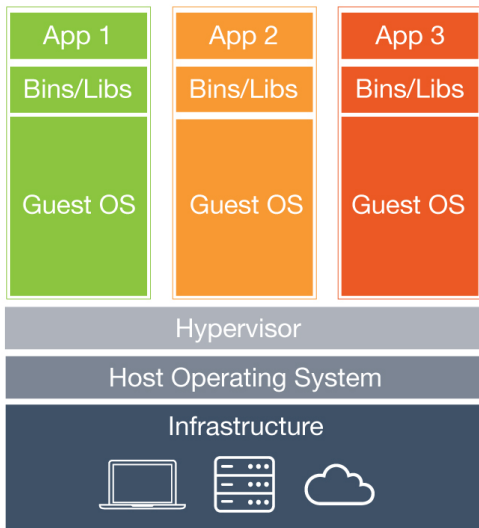 App 1
App 2
App 3
Bins/Libs
Bins/Libs
Bins/Libs
Guest OS
Guest OS
Guest OS
Hypervisor
Host Operating System
Infrastructure